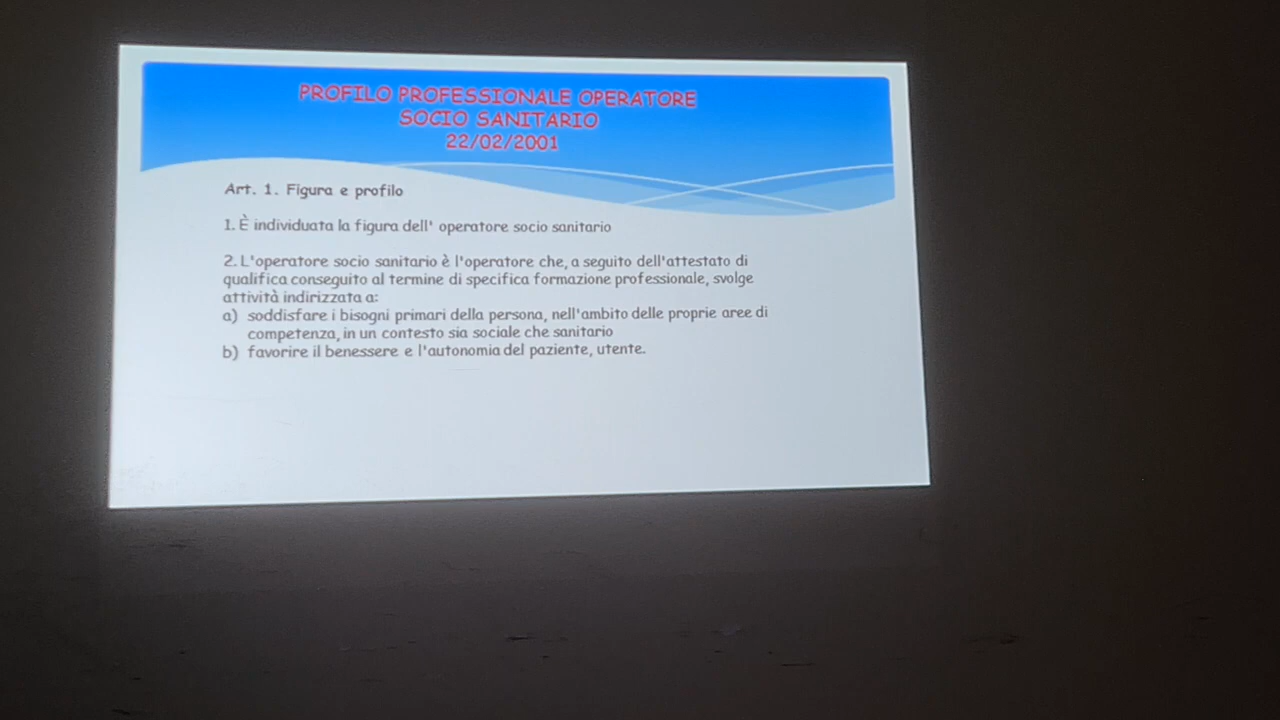 PROFILO PROFESSIONALE OPERATORE
SOCIO SANITARIO
22/02/2001
Art. 1. Figura e profilo
1. È individuata la figura dell' operatore socio sanitario
2. L'operatore socio sanitario è l'operatore che, a seguito dell'attestato di
qualifica conseguito al termine di specifica formazione professionale, svolge
attività indirizzata a:
a) soddisfare i bisogni primari della persona, nell'ambito delle proprie aree di
competenza, in un contesto sia sociale che sanitario
b) favorire il benessere e l'autonomia del paziente, utente.